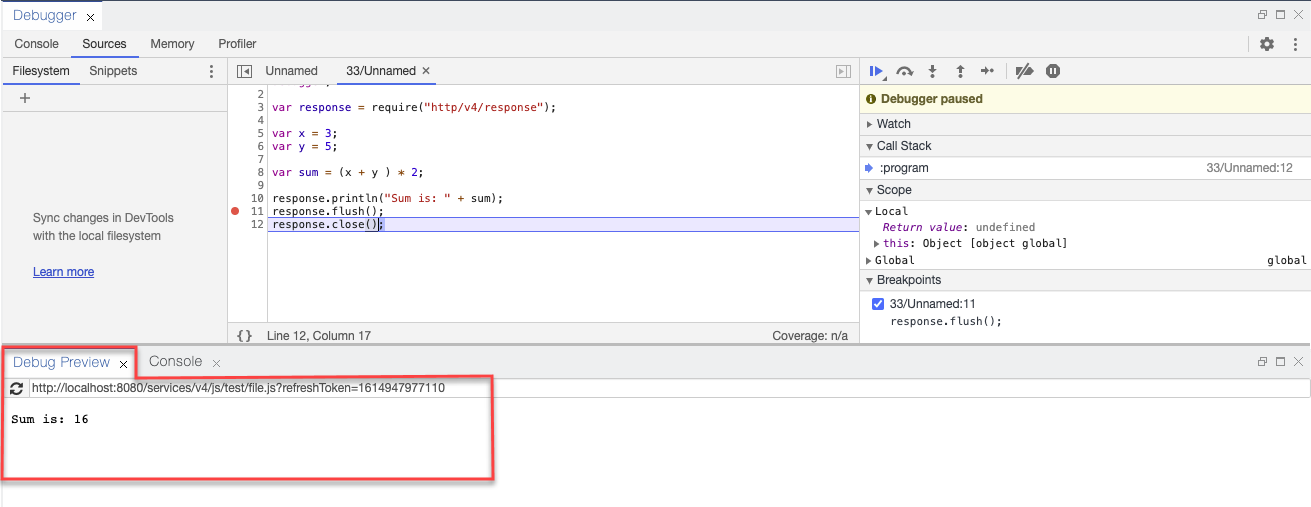 Debugger
Console Sources Memory Profiler
Filesystem Snippets
Unnamed 33/Unnamed
2
3 var response = require("http/v4/response");
4
5 var x = 3;
6 var y = 5;
7
8 var sum = (x + y ) * 2;
9
10 response.println("Sum is: " + sum);
11 response.flush();
12 response.close();
Sync changes in DevTools
with the local filesystem
Learn more
{ } Line 12, Column 17 Coverage: n/a
Debugger paused
Watch
Call Stack
:program 33/Unnamed:12
Scope
Local
Return value: undefined
this: Object [object global]
Global global
Breakpoints
33/Unnamed:11
response.flush();
Debug Preview Console
http://localhost:8080/services/v4/js/test/file.js?refreshToken=1614947977110
Sum is: 16